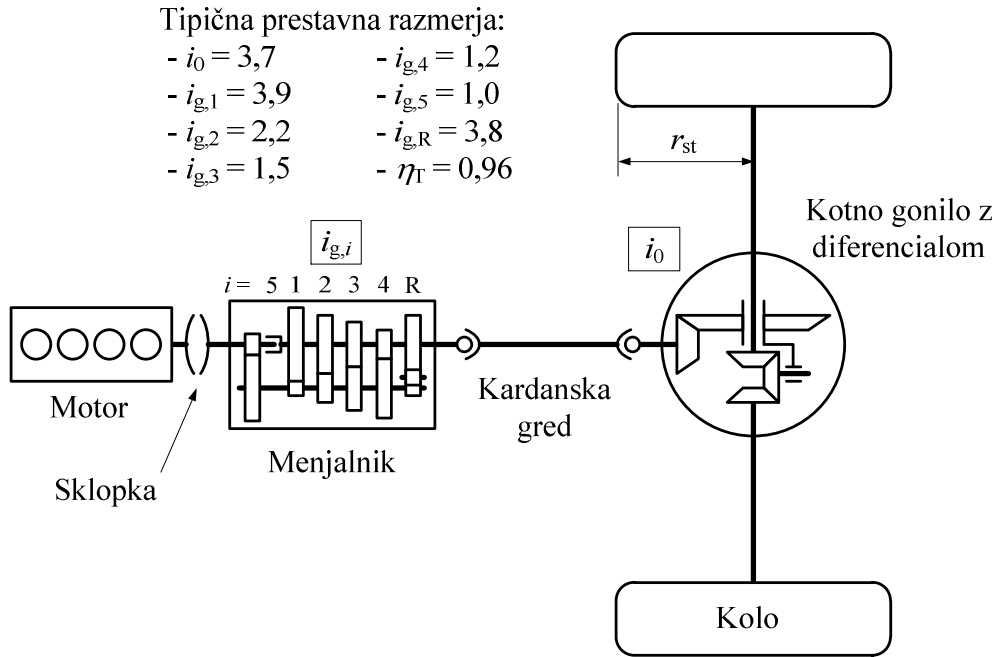 Tipična prestavna razmerja:
- i0 = 3,7
- ig,1 = 3,9
- ig,2 = 2,2
- ig,3 = 1,5
- ig,4 = 1,2
- ig,5 = 1,0
- ig,R = 3,8
- ηT = 0,96
rst
Kotno gonilo z
diferencialom
ig,i
i0
i = 5 1 2 3 4 R
Motor
Sklopka
Menjalnik
Kardanska
gred
Kolo